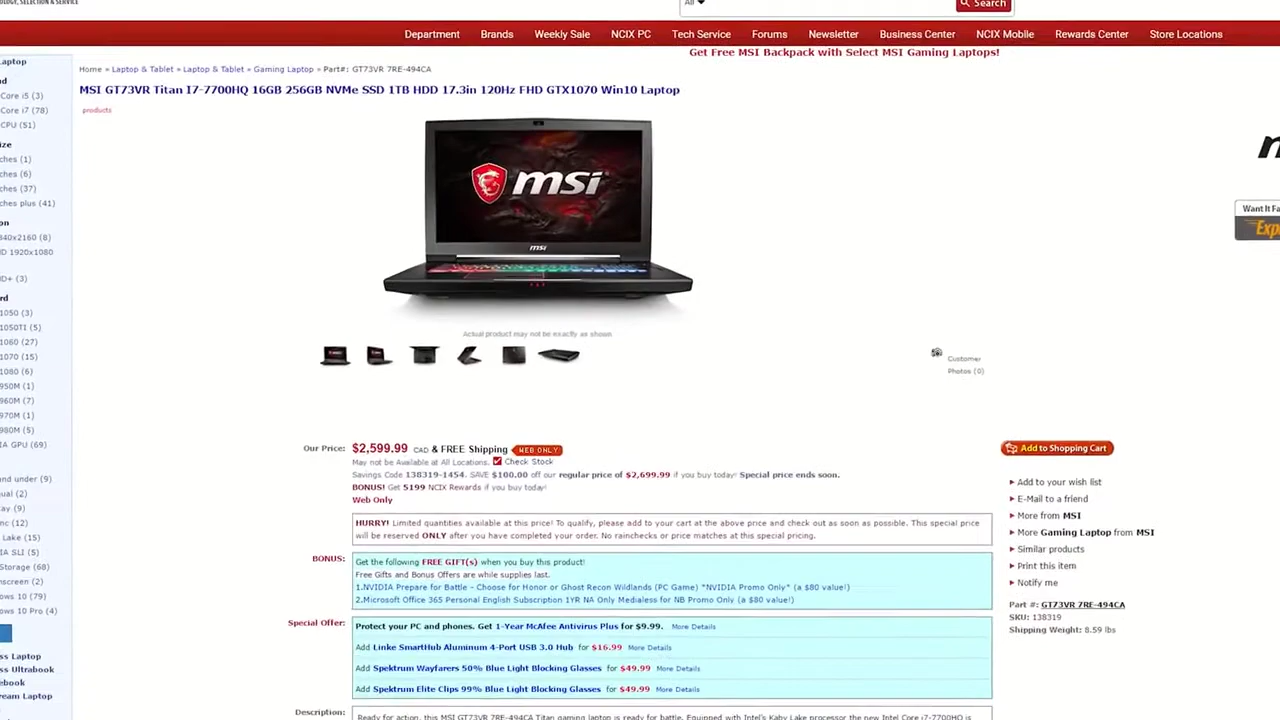 OLOGY, SELECTION & SERVICE
All
Search
Department Brands Weekly Sale NCIX PC Tech Service Forums Newsletter Business Center NCIX Mobile Rewards Center Store Locations
Get Free MSI Backpack with Select MSI Gaming Laptops!
Home » Laptop & Tablet » Laptop & Tablet » Gaming Laptop » Part#: GT73VR 7RE-494CA
MSI GT73VR Titan I7-7700HQ 16GB 256GB NVMe SSD 1TB HDD 17.3in 120Hz FHD GTX1070 Win10 Laptop
products
aptop
nd
Core i5 (3)
Core i7 (78)
CPU (51)
ize
ches (1)
ches (6)
ches (37)
ches plus (41)
on
840x2160 (8)
HD 1920x1080
D+ (3)
rd
1050 (3)
1050TI (5)
1060 (27)
1070 (15)
1080 (6)
950M (1)
960M (7)
970M (1)
980M (5)
IA GPU (69)
and under (9)
ual (2)
ay (9)
nc (12)
Lake (15)
IA SLI (5)
Storage (68)
hscreen (2)
ows 10 (79)
ows 10 Pro (4)
ss Laptop
ss Ultrabook
ebook
ream Laptop
msi
msi
Actual product may not be exactly as shown
Customer
Photos (0)
Want It Fa
Exp
Our Price: $2,599.99 CAD & FREE Shipping WEB ONLY
May not be Available at All Locations. Check Stock
Savings Code 138319-1454. SAVE $100.00 off our regular price of $2,699.99 if you buy today! Special price ends soon.
BONUS! Get 5199 NCIX Rewards if you buy today!
Web Only
HURRY! Limited quantities available at this price! To qualify, please add to your cart at the above price and check out as soon as possible. This special price
will be reserved ONLY after you have completed your order. No rainchecks or price matches at this special pricing.
BONUS: Get the following FREE GIFT(s) when you buy this product!
Free Gifts and Bonus Offers are while supplies last.
1.NVIDIA Prepare for Battle - Choose for Honor or Ghost Recon Wildlands (PC Game) *NVIDIA Promo Only* (a $80 value!)
2.Microsoft Office 365 Personal English Subscription 1YR NA Only Medialess for NB Promo Only (a $80 value!)
Special Offer: Protect your PC and phones. Get 1-Year McAfee Antivirus Plus for $9.99. More Details
Add Linke SmartHub Aluminum 4-Port USB 3.0 Hub for $16.99 More Details
Add Spektrum Wayfarers 50% Blue Light Blocking Glasses for $49.99 More Details
Add Spektrum Elite Clips 99% Blue Light Blocking Glasses for $49.99 More Details
Description: Ready for action, this MSI GT73VR 7RE-494CA Titan gaming laptop is ready for battle. Equipped with Intel's Kaby Lake processor the new Intel Core i7-7700HQ is
Add to Shopping Cart
Add to your wish list
E-Mail to a friend
More from MSI
More Gaming Laptop from MSI
Similar products
Print this item
Notify me
Part #: GT73VR 7RE-494CA
SKU: 138319
Shipping Weight: 8.59 lbs